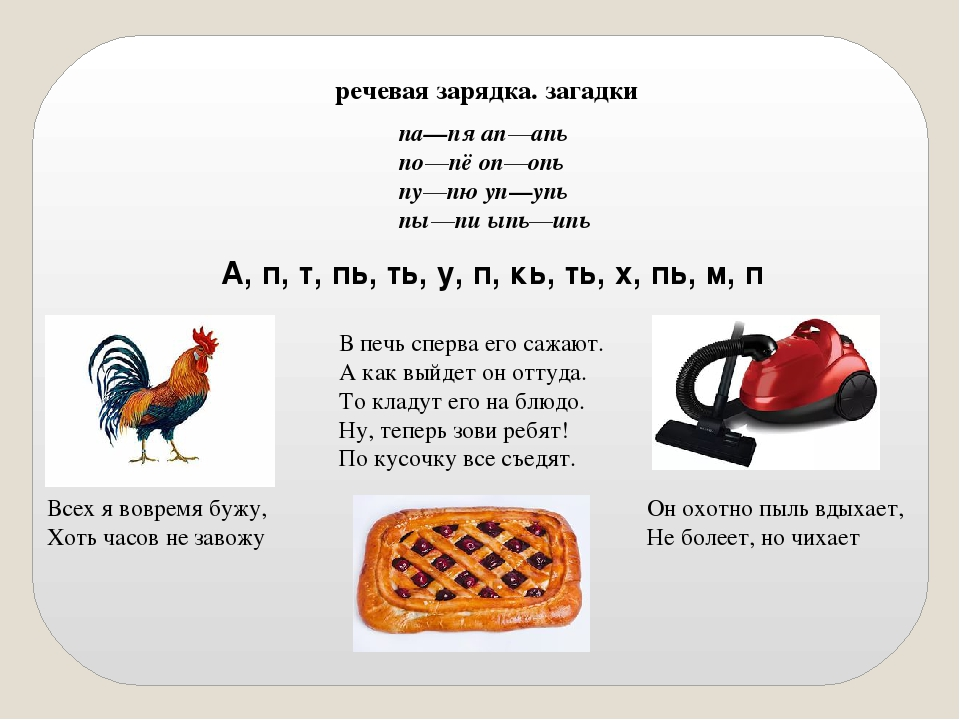 речевая зарядка. загадки
па—пя ап—апь
по—пё оп—опь
пу—пю уп—упь
пы—пи ыпь—ипь
А, п, т, пь, ть, у, п, кь, ть, х, пь, м, п
В печь сперва его сажают.
А как выйдет он оттуда.
То кладут его на блюдо.
Ну, теперь зови ребят!
По кусочку все съедят.
Всех я вовремя бужу,
Хоть часов не завожу
Он охотно пыль вдыхает,
Не болеет, но чихает